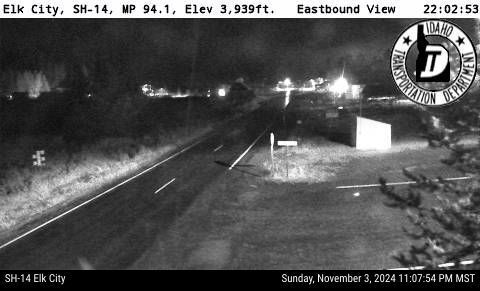 Elk City, SH-14, MP 94.1, Elev 3,939ft. Eastbound View 22:02:53
IDAHO
TRANSPORTATION DEPARTMENT
SH-14 Elk City Sunday, November 3, 2024 11:07:54 PM MST